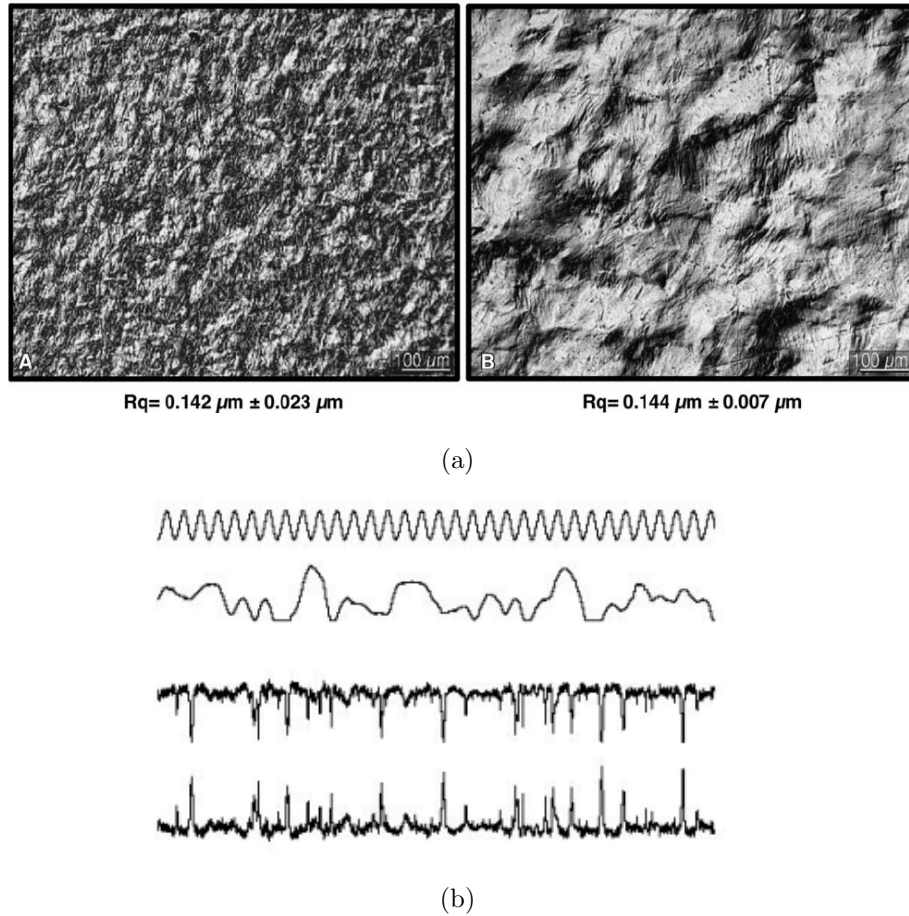 A
100 µm
B
100 µm
Rq= 0.142 µm ± 0.023 µm
Rq= 0.144 µm ± 0.007 µm
(a)
(b)